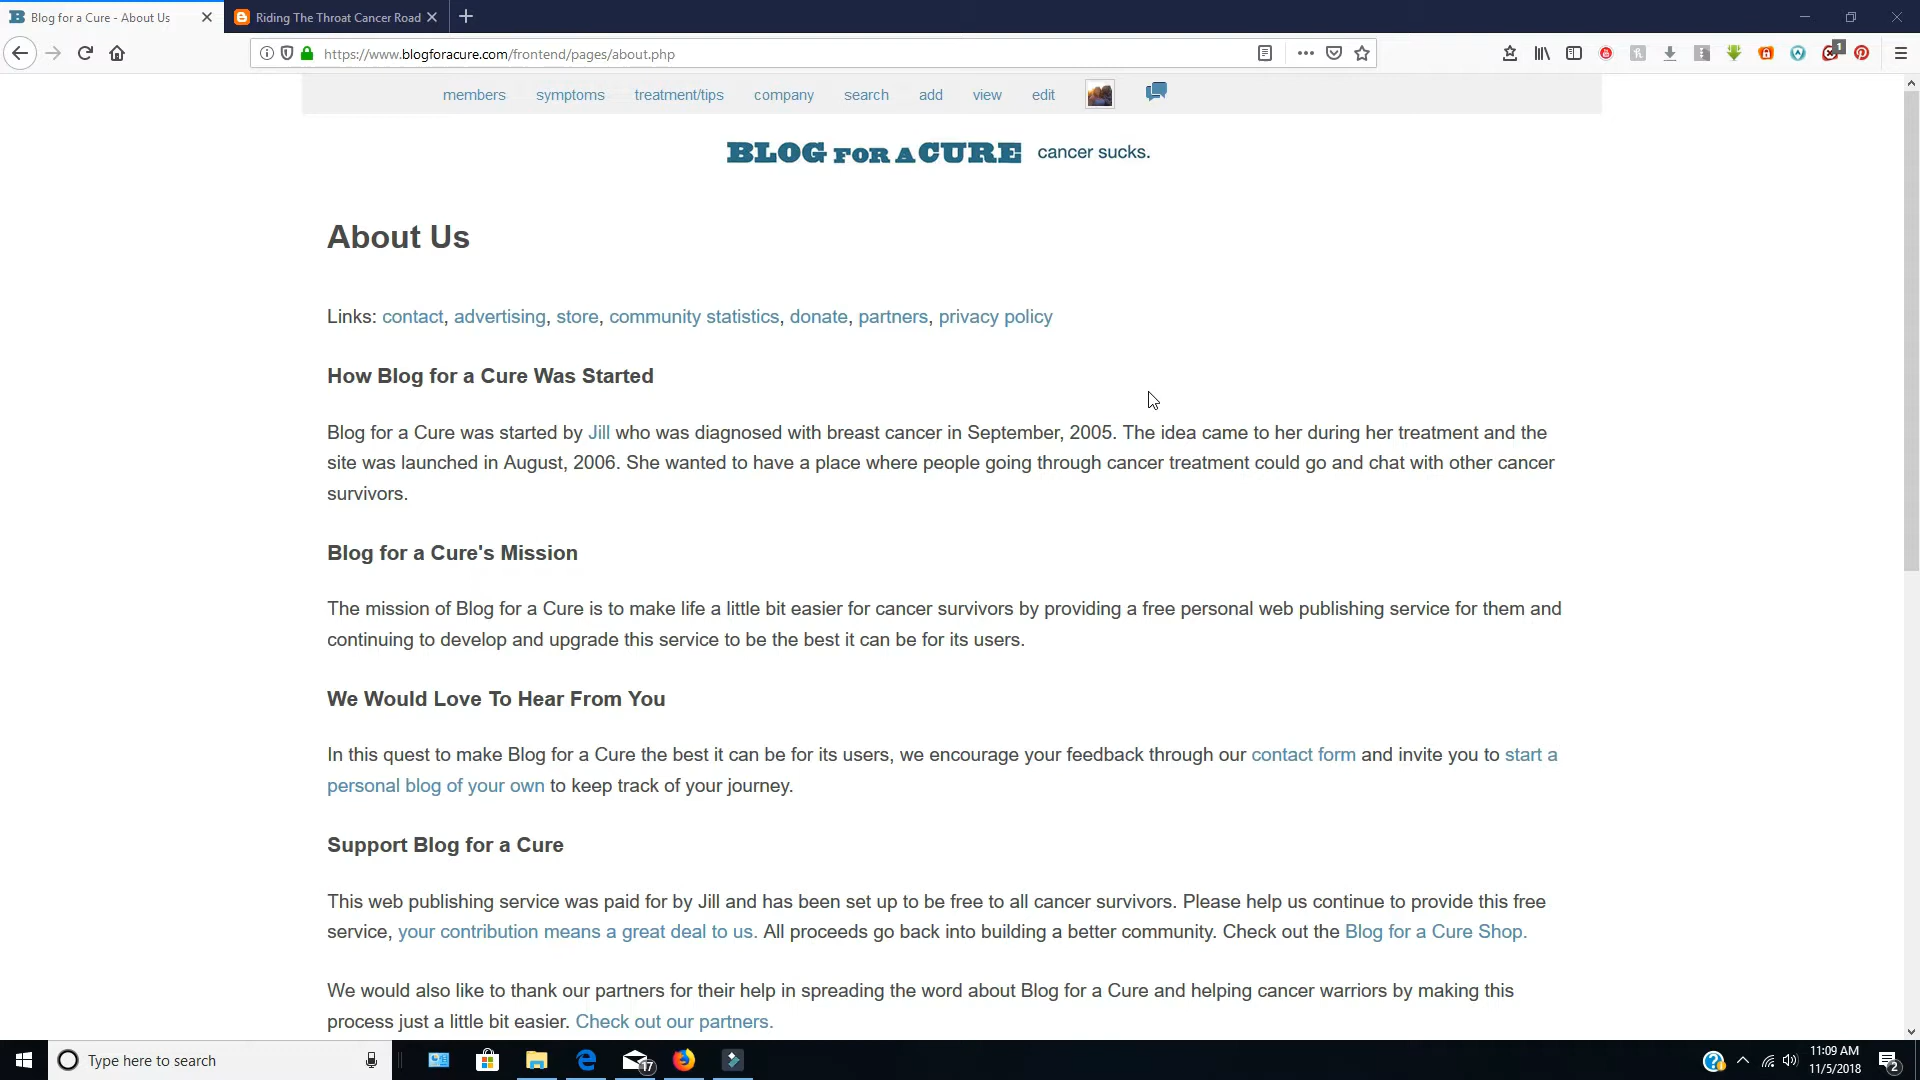 Blog for a Cure - About Us
Riding The Throat Cancer Road
https://www.blogforacure.com/frontend/pages/about.php
1
members symptoms treatment/tips company search add view edit
BLOG FOR A CURE cancer sucks.
About Us
Links: contact, advertising, store, community statistics, donate, partners, privacy policy
How Blog for a Cure Was Started
Blog for a Cure was started by Jill who was diagnosed with breast cancer in September, 2005. The idea came to her during her treatment and the
site was launched in August, 2006. She wanted to have a place where people going through cancer treatment could go and chat with other cancer
survivors.
Blog for a Cure's Mission
The mission of Blog for a Cure is to make life a little bit easier for cancer survivors by providing a free personal web publishing service for them and
continuing to develop and upgrade this service to be the best it can be for its users.
We Would Love To Hear From You
In this quest to make Blog for a Cure the best it can be for its users, we encourage your feedback through our contact form and invite you to start a
personal blog of your own to keep track of your journey.
Support Blog for a Cure
This web publishing service was paid for by Jill and has been set up to be free to all cancer survivors. Please help us continue to provide this free
service, your contribution means a great deal to us. All proceeds go back into building a better community. Check out the Blog for a Cure Shop.
We would also like to thank our partners for their help in spreading the word about Blog for a Cure and helping cancer warriors by making this
process just a little bit easier. Check out our partners.
Type here to search
17
11:09 AM
11/5/2018
2